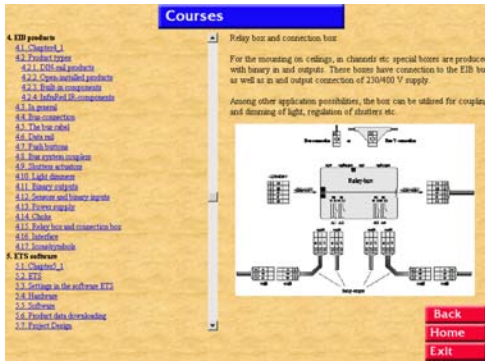 Courses
4. EIB products
4.1. Chapter4_1
4.2. Product types
4.2.1. DIN-rail products
4.2.2. Open installed products
4.2.3. Built-in components
4.2.4. InfraRed IR-components
4.3. In general
4.4. Bus connection
4.5. The bus cabel
4.6. Data rail
4.7. Push buttons
4.8. Bus system couplers
4.9. Shutters actuators
4.10. Light dimmers
4.11. Binary outputs
4.12. Sensors and binary inputs
4.13. Power supply
4.14. Choke
4.15. Relay box and connection box
4.16. Interface
4.17. Icons/symbols
5. ETS software
5.1. Chapter5_1
5.2. ETS
5.3. Settings in the software ETS
5.4. Hardware
5.5. Software
5.6. Product data downloading
5.7. Project Design
Relay box and connection box
For the mounting on ceilings, in channels etc special boxes are produce
with binary in and outputs. These boxes have connection to the EIB bu
as well as in and output connection of 230/400 V supply.
Among other application possibilities, the box can be utilised for coupling
and dimming of light, regulation of shutters etc.
Relay-box
Back
Home
Exit